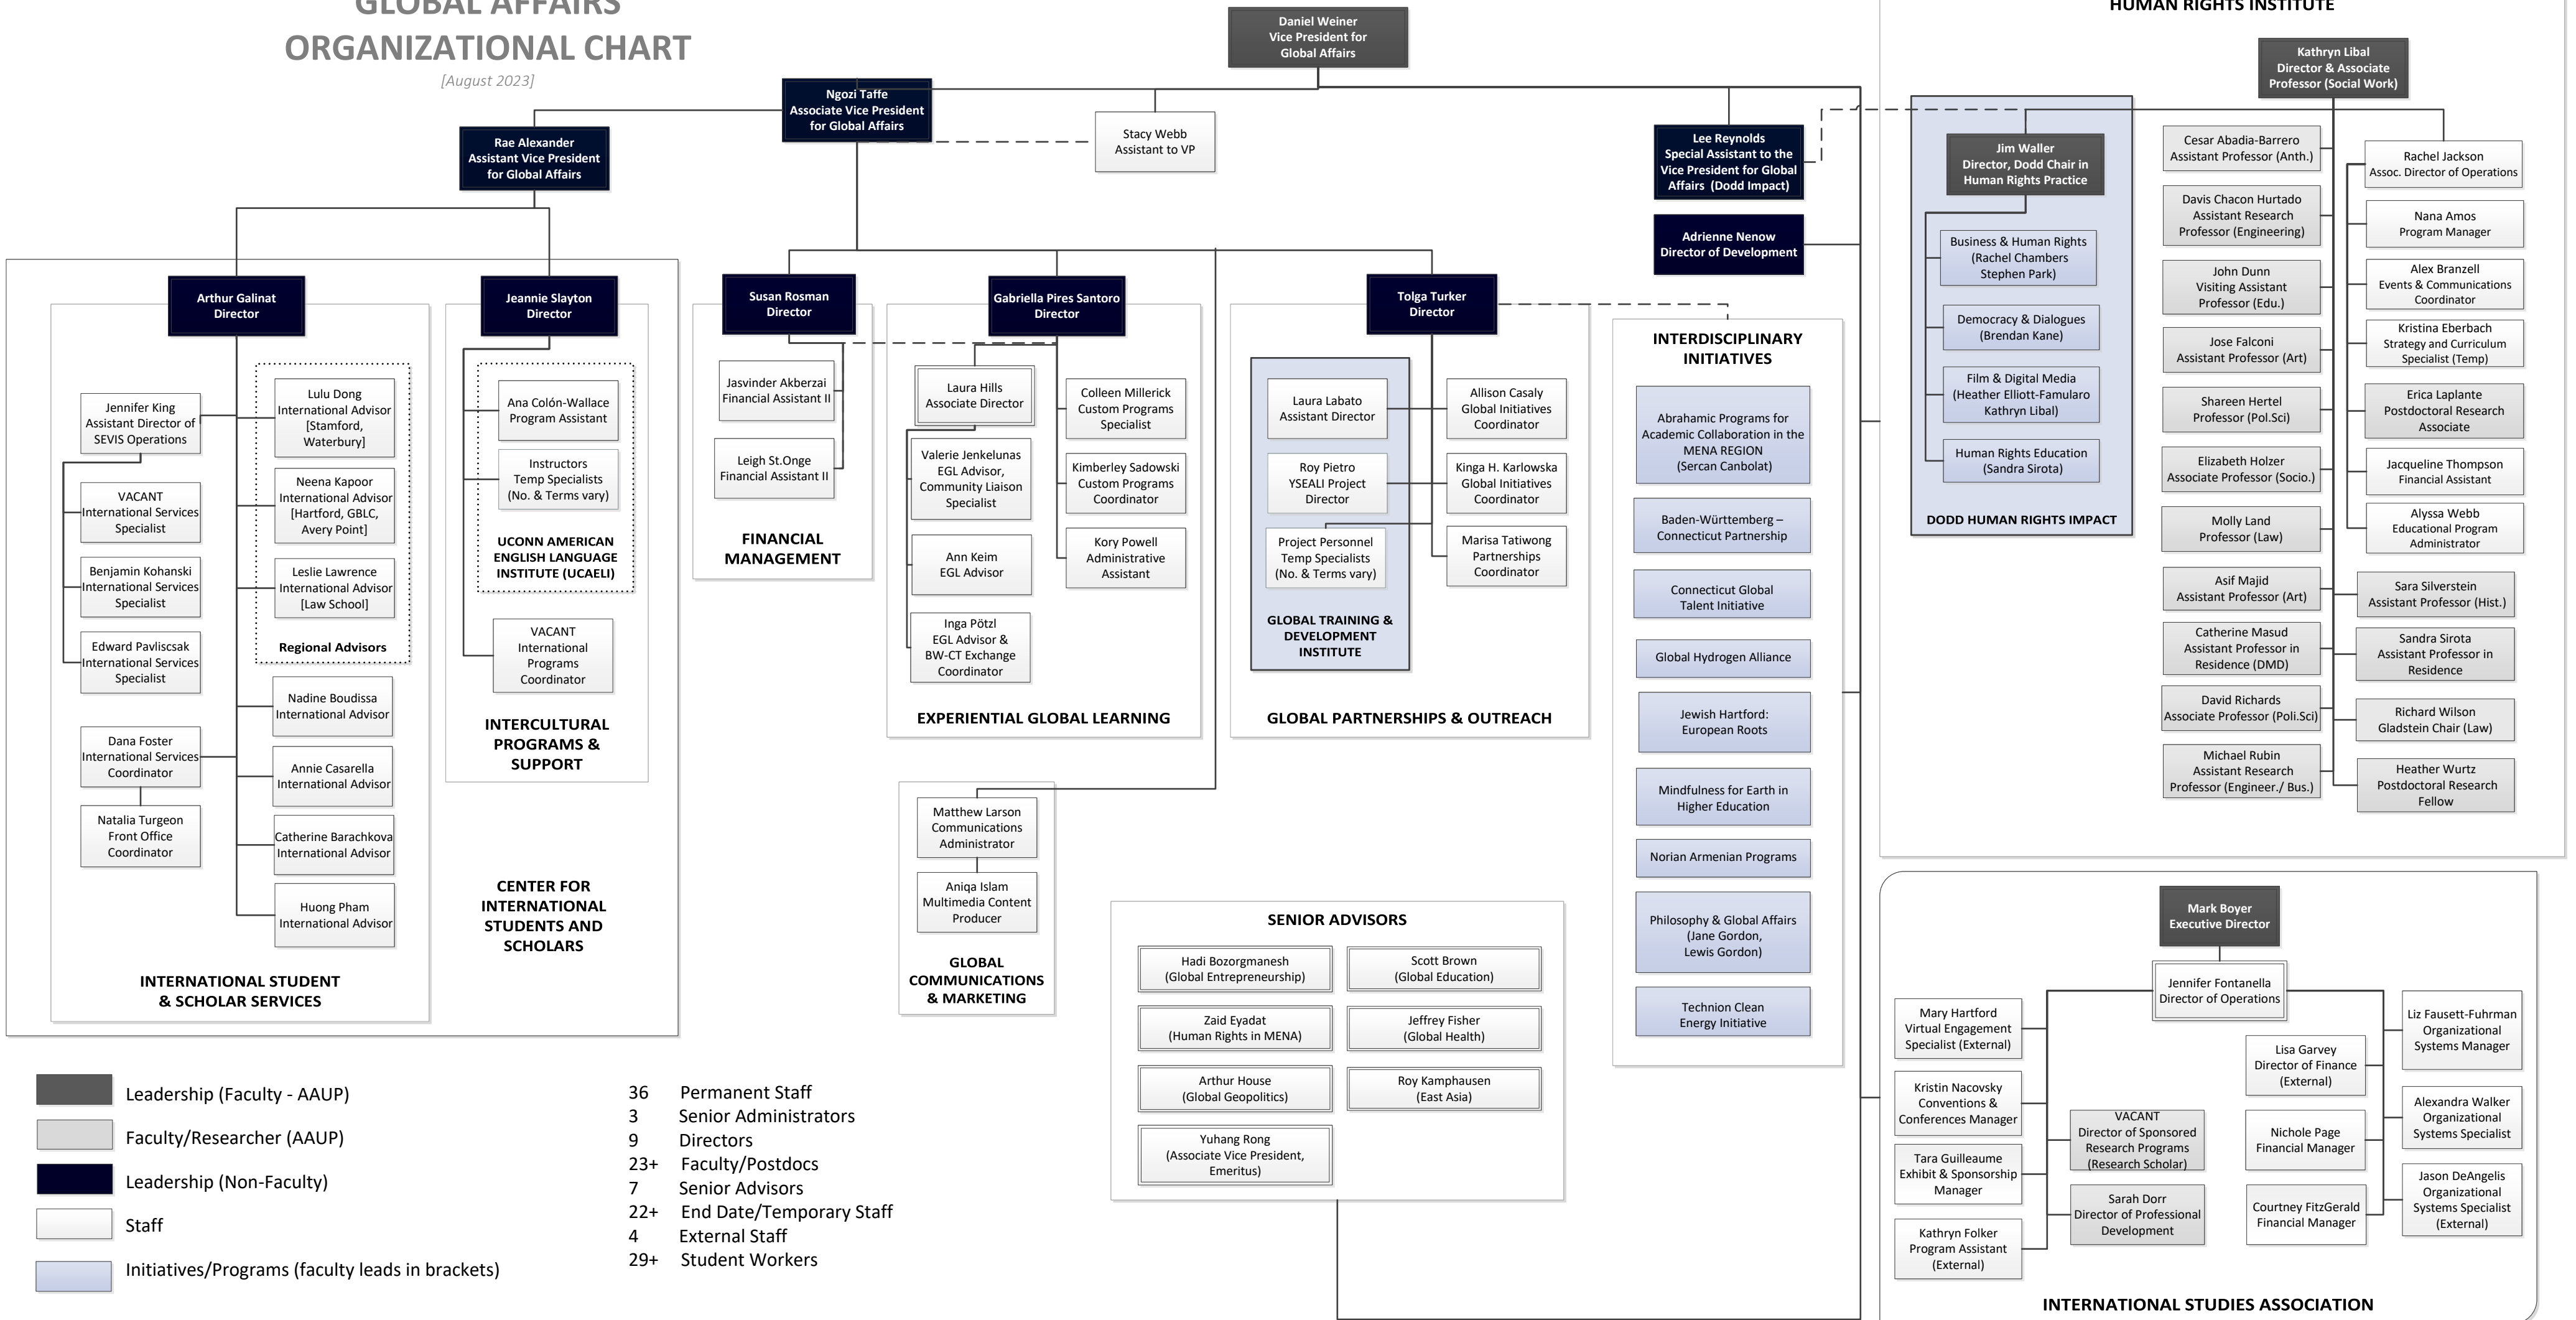 GLOBAL AFFAIRS
ORGANIZATIONAL CHART
[August 2023]
Daniel Weiner
Vice President for
Global Affairs
Ngozi Taffe
Associate Vice President
for Global Affairs
Stacy Webb
Assistant to VP
Rae Alexander
Assistant Vice President
for Global Affairs
Lee Reynolds
Special Assistant to the
Vice President for Global
Affairs (Dodd Impact)
Adrienne Nenow
Director of Development
Arthur Galinat
Director
Jennifer King
Assistant Director of
SEVIS Operations
VACANT
International Services
Specialist
Benjamin Kohanski
International Services
Specialist
Edward Pavliscsak
International Services
Specialist
Dana Foster
International Services
Coordinator
Natalia Turgeon
Front Office
Coordinator
Lulu Dong
International Advisor
[Stamford,
Waterbury]
Neena Kapoor
International Advisor
[Hartford, GBLC,
Avery Point]
Leslie Lawrence
International Advisor
[Law School]
Regional Advisors
Nadine Boudissa
International Advisor
Annie Casarella
International Advisor
Catherine Barachkova
International Advisor
Huong Pham
International Advisor
INTERNATIONAL STUDENT
& SCHOLAR SERVICES
Jeannie Slayton
Director
Ana Colón-Wallace
Program Assistant
Instructors
Temp Specialists
(No. & Terms vary)
UCONN AMERICAN
ENGLISH LANGUAGE
INSTITUTE (UCAELI)
VACANT
International
Programs
Coordinator
INTERCULTURAL
PROGRAMS &
SUPPORT
CENTER FOR
INTERNATIONAL
STUDENTS AND
SCHOLARS
Susan Rosman
Director
Jasvinder Akberzai
Financial Assistant II
Leigh St.Onge
Financial Assistant II
FINANCIAL
MANAGEMENT
Gabriella Pires Santoro
Director
Laura Hills
Associate Director
Valerie Jenkelunas
EGL Advisor,
Community Liaison
Specialist
Ann Keim
EGL Advisor
Inga Pötzl
EGL Advisor &
BW-CT Exchange
Coordinator
Colleen Millerick
Custom Programs
Specialist
Kimberley Sadowski
Custom Programs
Coordinator
Kory Powell
Administrative
Assistant
EXPERIENTIAL GLOBAL LEARNING
Matthew Larson
Communications
Administrator
Aniqa Islam
Multimedia Content
Producer
GLOBAL
COMMUNICATIONS
& MARKETING
Tolga Turker
Director
Laura Labato
Assistant Director
Roy Pietro
YSEALI Project
Director
Project Personnel
Temp Specialists
(No. & Terms vary)
GLOBAL TRAINING &
DEVELOPMENT
INSTITUTE
Allison Casaly
Global Initiatives
Coordinator
Kinga H. Karlowska
Global Initiatives
Coordinator
Marisa Tatiwong
Partnerships
Coordinator
GLOBAL PARTNERSHIPS & OUTREACH
INTERDISCIPLINARY
INITIATIVES
Abrahamic Programs for
Academic Collaboration in the
MENA REGION
(Sercan Canbolat)
Baden-Württemberg –
Connecticut Partnership
Connecticut Global
Talent Initiative
Global Hydrogen Alliance
Jewish Hartford:
European Roots
Mindfulness for Earth in
Higher Education
Norian Armenian Programs
Philosophy & Global Affairs
(Jane Gordon,
Lewis Gordon)
Technion Clean
Energy Initiative
SENIOR ADVISORS
Hadi Bozorgmanesh
(Global Entrepreneurship)
Scott Brown
(Global Education)
Zaid Eyadat
(Human Rights in MENA)
Jeffrey Fisher
(Global Health)
Arthur House
(Global Geopolitics)
Roy Kamphausen
(East Asia)
Yuhang Rong
(Associate Vice President,
Emeritus)
HUMAN RIGHTS INSTITUTE
Kathryn Libal
Director & Associate
Professor (Social Work)
Jim Waller
Director, Dodd Chair in
Human Rights Practice
Business & Human Rights
(Rachel Chambers
Stephen Park)
Democracy & Dialogues
(Brendan Kane)
Film & Digital Media
(Heather Elliott-Famularo
Kathryn Libal)
Human Rights Education
(Sandra Sirota)
DODD HUMAN RIGHTS IMPACT
Cesar Abadia-Barrero
Assistant Professor (Anth.)
Davis Chacon Hurtado
Assistant Research
Professor (Engineering)
John Dunn
Visiting Assistant
Professor (Edu.)
Jose Falconi
Assistant Professor (Art)
Shareen Hertel
Professor (Pol.Sci)
Elizabeth Holzer
Associate Professor (Socio.)
Molly Land
Professor (Law)
Asif Majid
Assistant Professor (Art)
Catherine Masud
Assistant Professor in
Residence (DMD)
David Richards
Associate Professor (Poli.Sci)
Michael Rubin
Assistant Research
Professor (Engineer./ Bus.)
Rachel Jackson
Assoc. Director of Operations
Nana Amos
Program Manager
Alex Branzell
Events & Communications
Coordinator
Kristina Eberbach
Strategy and Curriculum
Specialist (Temp)
Erica Laplante
Postdoctoral Research
Associate
Jacqueline Thompson
Financial Assistant
Alyssa Webb
Educational Program
Administrator
Sara Silverstein
Assistant Professor (Hist.)
Sandra Sirota
Assistant Professor in
Residence
Richard Wilson
Gladstein Chair (Law)
Heather Wurtz
Postdoctoral Research
Fellow
Mark Boyer
Executive Director
Jennifer Fontanella
Director of Operations
Mary Hartford
Virtual Engagement
Specialist (External)
Kristin Nacovsky
Conventions &
Conferences Manager
Tara Guilleaume
Exhibit & Sponsorship
Manager
Kathryn Folker
Program Assistant
(External)
VACANT
Director of Sponsored
Research Programs
(Research Scholar)
Sarah Dorr
Director of Professional
Development
Lisa Garvey
Director of Finance
(External)
Nichole Page
Financial Manager
Courtney FitzGerald
Financial Manager
Liz Fausett-Fuhrman
Organizational
Systems Manager
Alexandra Walker
Organizational
Systems Specialist
Jason DeAngelis
Organizational
Systems Specialist
(External)
INTERNATIONAL STUDIES ASSOCIATION
Leadership (Faculty - AAUP)
Faculty/Researcher (AAUP)
Leadership (Non-Faculty)
Staff
Initiatives/Programs (faculty leads in brackets)
36 Permanent Staff
3 Senior Administrators
9 Directors
23+ Faculty/Postdocs
7 Senior Advisors
22+ End Date/Temporary Staff
4 External Staff
29+ Student Workers